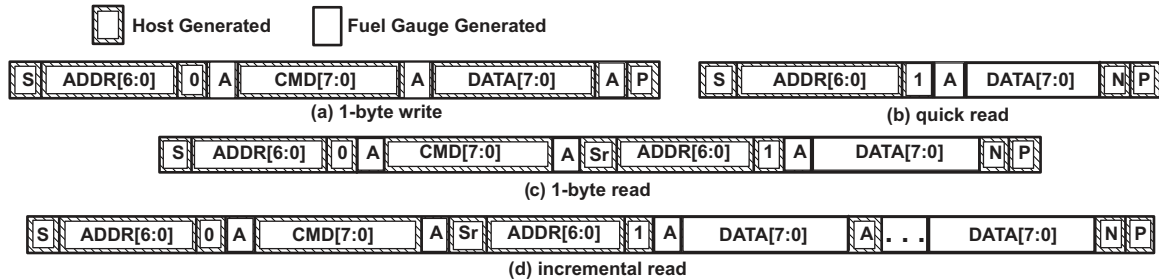 Host Generated Fuel Gauge Generated
S ADDR[6:0] 0 A CMD[7:0] A DATA[7:0] A P
(a) 1-byte write
S ADDR[6:0] 1 A DATA[7:0] N P
(b) quick read
S ADDR[6:0] 0 A CMD[7:0] A Sr ADDR[6:0] 1 A DATA[7:0] N P
(c) 1-byte read
S ADDR[6:0] 0 A CMD[7:0] A Sr ADDR[6:0] 1 A DATA[7:0] A . . . DATA[7:0] N P
(d) incremental read